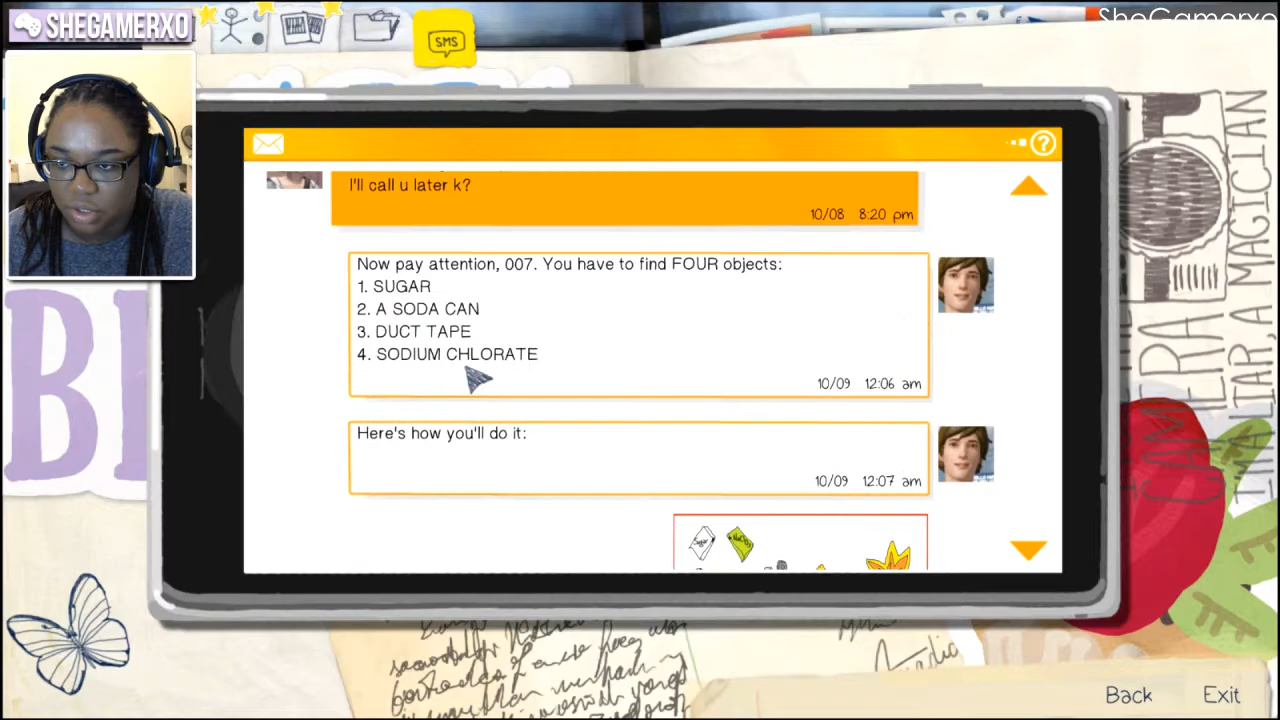 SHEGAMERXO
SMS
SheGamerxo
I'll call u later k?
10/08 8:20 pm
Now pay attention, 007. You have to find FOUR objects:
1. SUGAR
2. A SODA CAN
3. DUCT TAPE
4. SODIUM CHLORATE
10/09 12:06 am
Here's how you'll do it:
10/09 12:07 am
Sugar
?
CAMERA
A MAGICIAN
Back
Exit